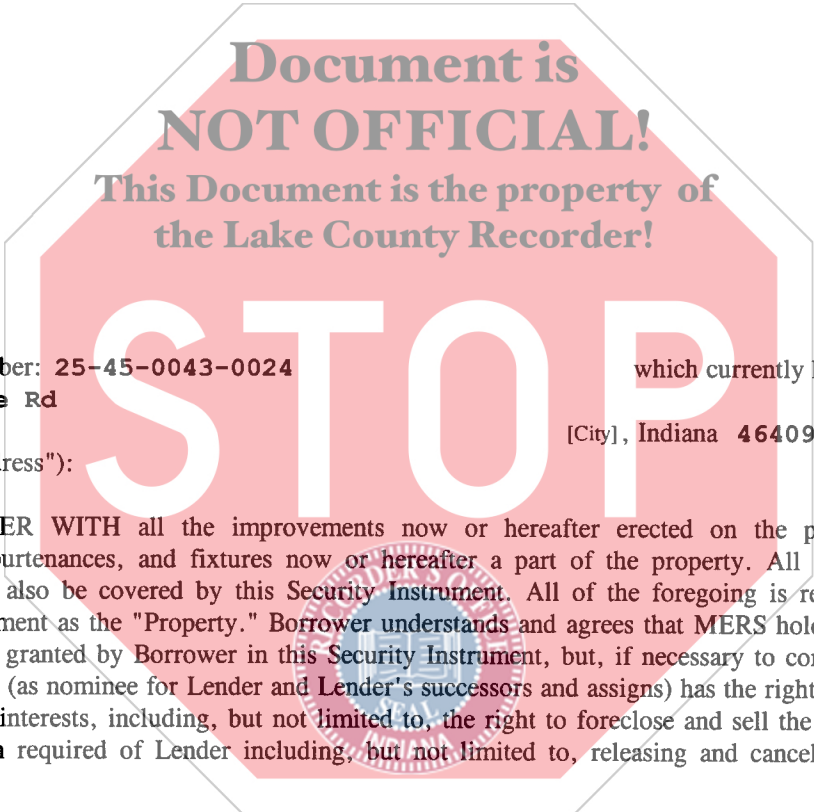 Document is
NOT OFFICIAL!
This Document is the property of
the Lake County Recorder!
STOP
ber: 25-45-0043-0024 which currently
e Rd
[City], Indiana 46409
ress"):
ER WITH all the improvements now or hereafter erected on the p
urtenances, and fixtures now or hereafter a part of the property. All
also be covered by this Security Instrument. All of the foregoing is re
ment as the "Property." Borrower understands and agrees that MERS hol
granted by Borrower in this Security Instrument, but, if necessary to co
(as nominee for Lender and Lender's successors and assigns) has the right
interests, including, but not limited to, the right to foreclose and sell the
required of Lender including, but not limited to, releasing and cancel
RECORDER'S OFFICE
SEAL
INDIANA